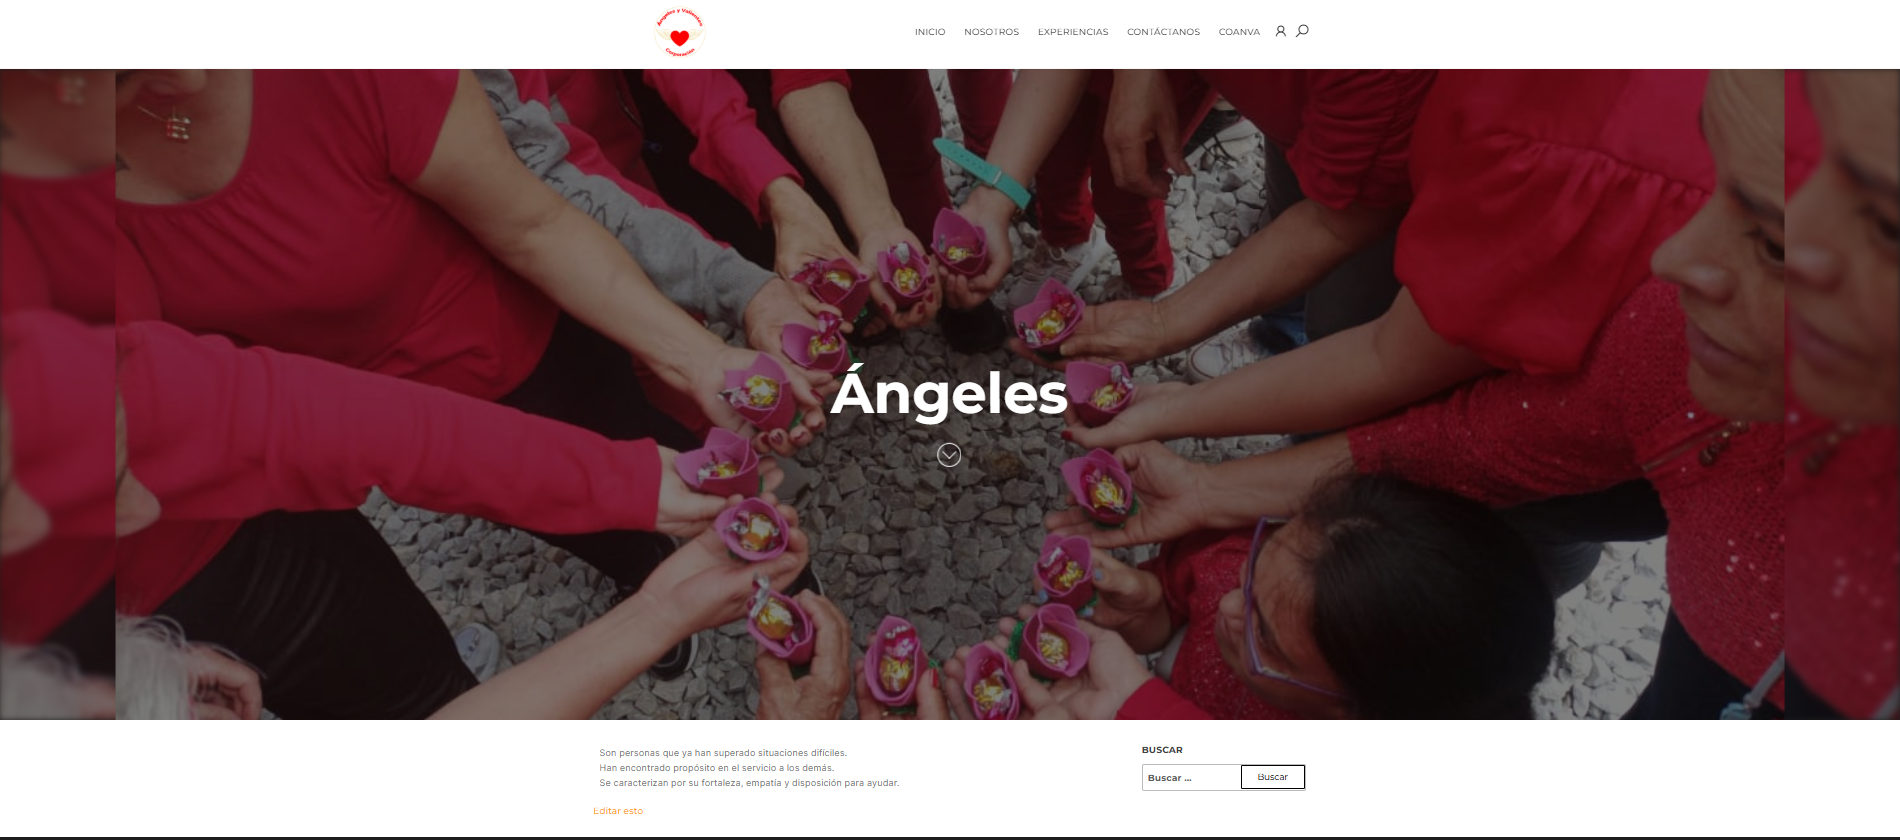 Ángeles y Valientes
Corporación
INICIO NOSOTROS EXPERIENCIAS CONTÁCTANOS COANVA
Ángeles
Son personas que ya han superado situaciones difíciles.
Han encontrado propósito en el servicio a los demás.
Se caracterizan por su fortaleza, empatía y disposición para ayudar.
Editar esto
BUSCAR
Buscar ... Buscar